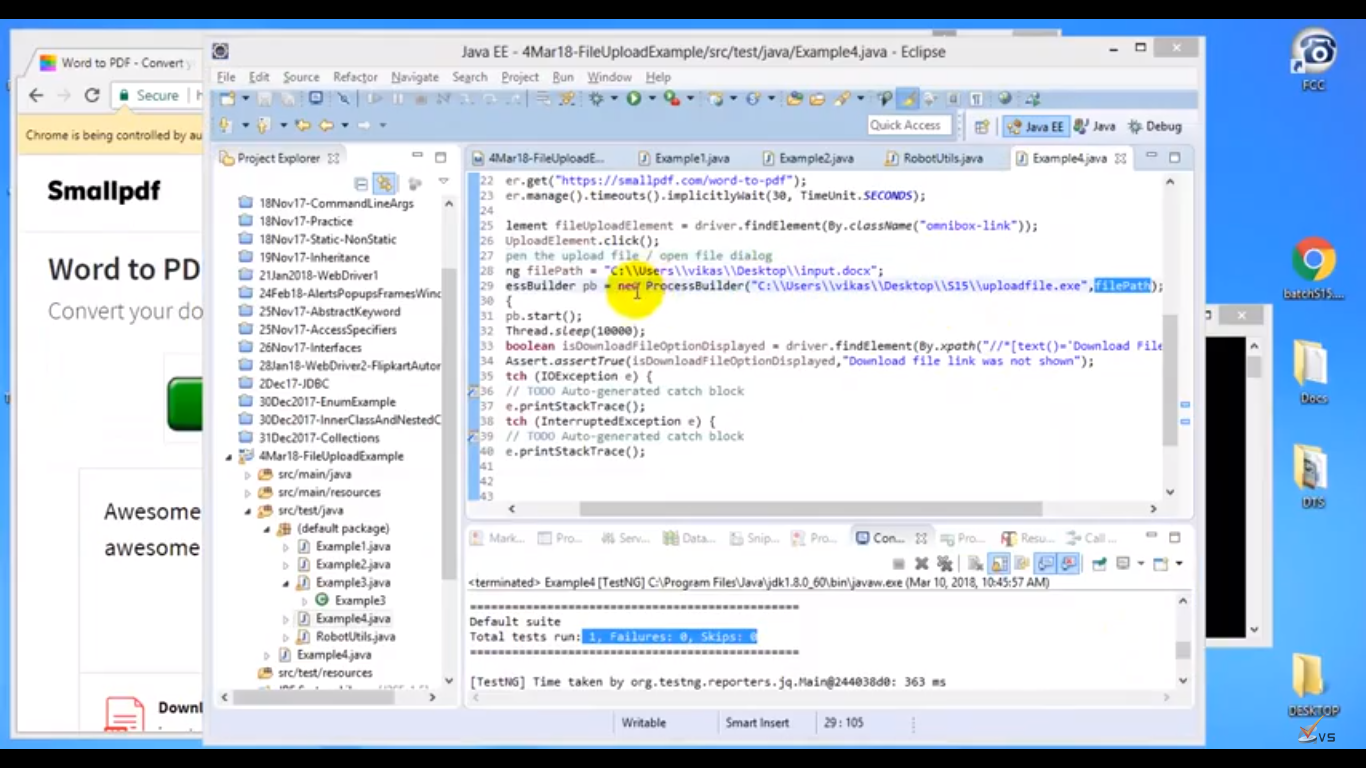 Java EE - 4Mar18-FileUploadExample/src/test/java/Example4.java - Eclipse
Word to PDF - Convert
File Edit Source Refactor Navigate Search Project Run Window Help
Secure
Quick Access
Java EE
Java
Debug
Chrome is being controlled by au
Smallpdf
Word to PD
Convert your do
Awesome
awesome
Downl
Project Explorer
18Nov17-CommandLineArgs
18Nov17-Practice
18Nov17-Static-NonStatic
19Nov17-Inheritance
21Jan2018-WebDriver1
24Feb18-AlertsPopupsFramesWind
25Nov17-AbstractKeyword
25Nov17-AccessSpecifiers
26Nov17-Interfaces
28Jan18-WebDriver2-FlipkartAutor
2Dec17-JDBC
30Dec2017-EnumExample
30Dec2017-InnerClassAndNestedC
31Dec2017-Collections
4Mar18-FileUploadExample
src/main/java
src/main/resources
src/test/java
(default package)
Example1.java
Example2.java
Example3.java
Example3
Example4.java
RobotUtils.java
Example4.java
src/test/resources
4Mar18-FileUploadE...
Example1.java
Example2.java
RobotUtils.java
Example4.java
22 er.get("https://smallpdf.com/word-to-pdf");
23 er.manage().timeouts().implicitlyWait(30, TimeUnit.SECONDS);
24
25 lement fileUploadElement = driver.findElement(By.className("omnibox-link"));
26 UploadElement.click();
27 pen the upload file / open file dialog
28 ng filePath = "C:\\Users\\vikas\\Desktop\\input.docx";
29 essBuilder pb = new ProcessBuilder("C:\\Users\\vikas\\Desktop\\S15\\uploadfile.exe",filePath);
30 {
31 pb.start();
32 Thread.sleep(10000);
33 boolean isDownloadFileOptionDisplayed = driver.findElement(By.xpath("//*[text()='Download File
34 Assert.assertTrue(isDownloadFileOptionDisplayed,"Download file link was not shown");
35 tch (IOException e) {
36 // TODO Auto-generated catch block
37 e.printStackTrace();
38 tch (InterruptedException e) {
39 // TODO Auto-generated catch block
40 e.printStackTrace();
41
42
43
Mark...
Pro...
Serv...
Data...
Snip...
Pro...
Con...
Pro...
Resu...
Call ...
<terminated> Example4 [TestNG] C:\Program Files\Java\jdk1.8.0_60\bin\javaw.exe (Mar 10, 2018, 10:45:57 AM)
===============================================
Default suite
Total tests run: 1, Failures: 0, Skips: 0
===============================================
[TestNG] Time taken by org.testng.reporters.jq.Main@244038d0: 363 ms
Writable
Smart Insert
29 : 105
FCC
batchS15...
Docs
DTS
DESKTOP
VS